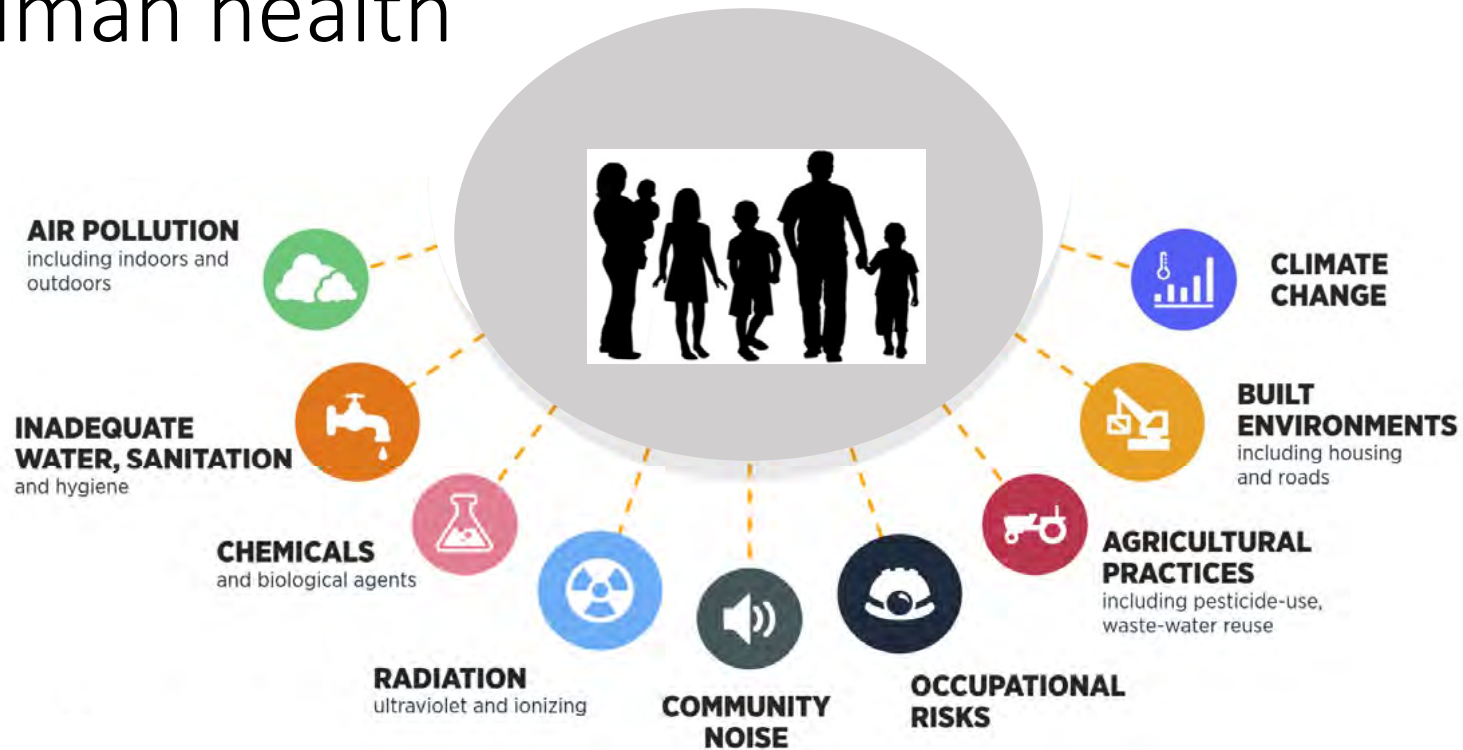 health
AIR POLLUTION
including indoors and
outdoors
INADEQUATE
WATER, SANITATION
and hygiene
CHEMICALS
and biological agents
RADIATION
ultraviolet and ionizing
COMMUNITY
NOISE
OCCUPATIONAL
RISKS
AGRICULTURAL
PRACTICES
including pesticide-use,
waste-water reuse
BUILT
ENVIRONMENTS
including housing
and roads
CLIMATE
CHANGE